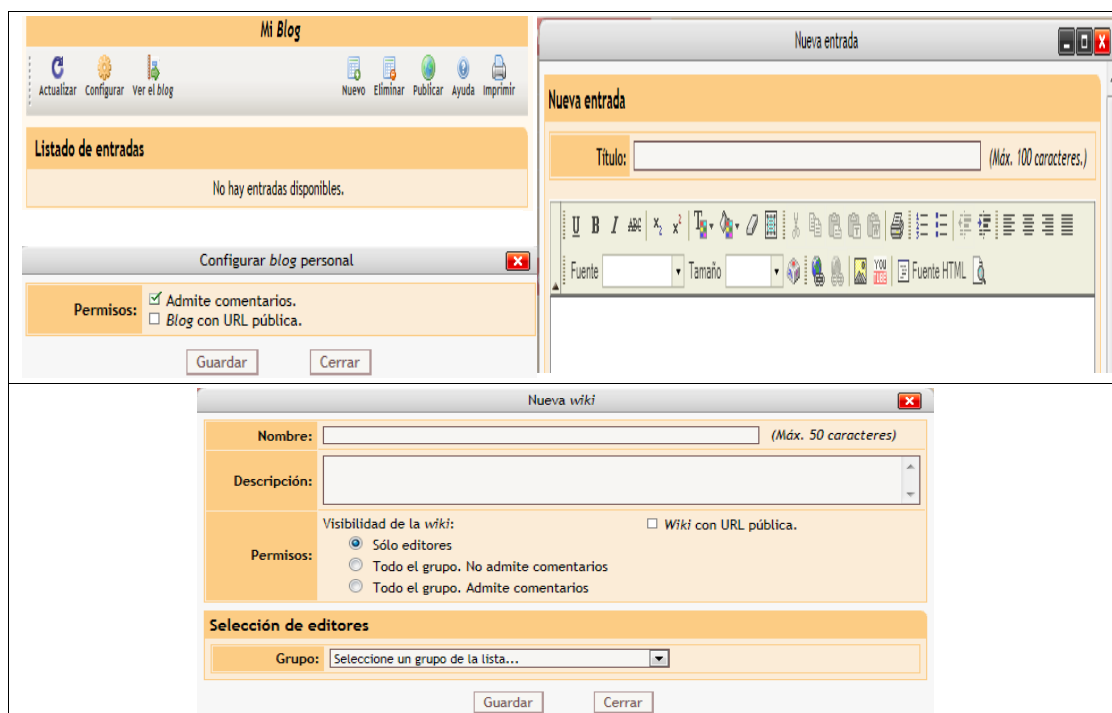 Mi Blog
Actualizar Configurar Ver el blog Nuevo Eliminar Publicar Ayuda Imprimir
Listado de entradas
No hay entradas disponibles.
Configurar blog personal
Permisos:
Admite comentarios.
Blog con URL pública.
Guardar Cerrar
Nueva entrada
Nueva entrada
Título: (Máx. 100 caracteres.)
U B I ABC x₂ x²
Fuente Tamaño YOU Fuente HTML
Nueva wiki
Nombre: (Máx. 50 caracteres)
Descripción:
Permisos:
Visibilidad de la wiki: Wiki con URL pública.
Sólo editores
Todo el grupo. No admite comentarios
Todo el grupo. Admite comentarios
Selección de editores
Grupo: Seleccione un grupo de la lista...
Guardar Cerrar